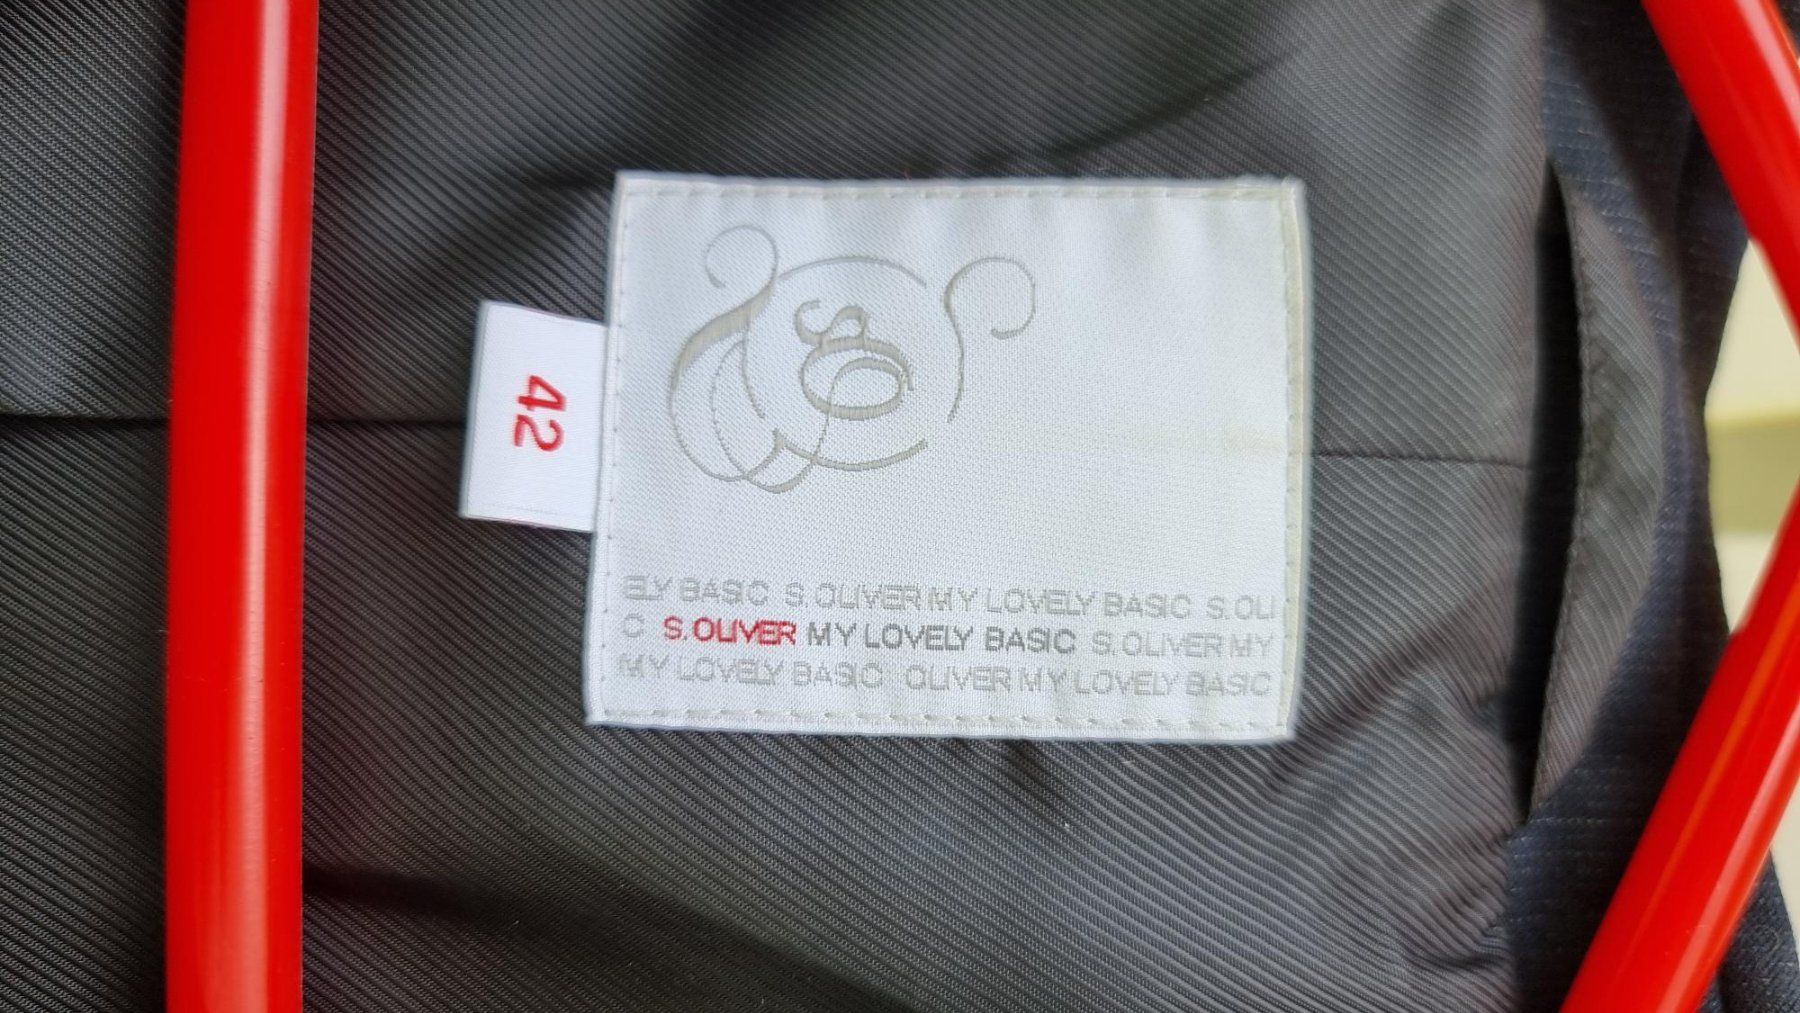 42
SO
ELY BASIC S. OLIVER MY LOVELY BASIC S. OLI
C S. OLIVER MY LOVELY BASIC S. OLIVER MY
MY LOVELY BASIC OLIVER MY LOVELY BASIC